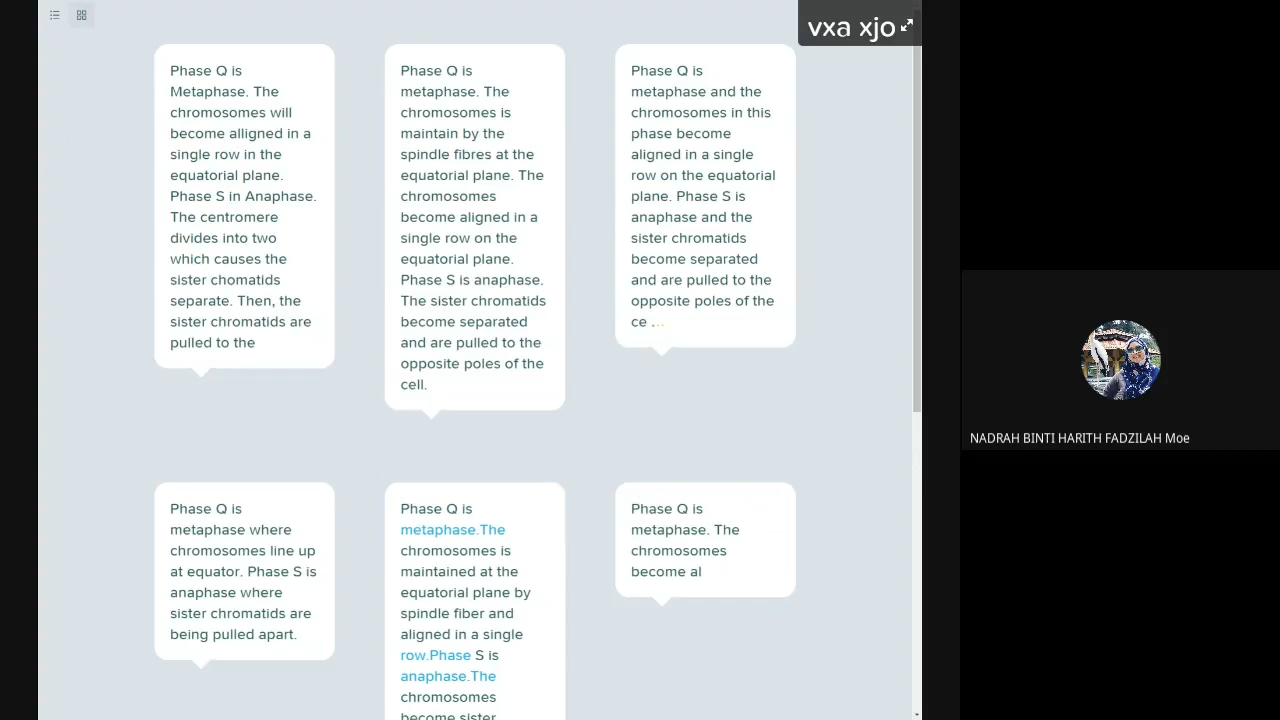 vxa xjo
Phase Q is
Metaphase. The
chromosomes will
become alligned in a
single row in the
equatorial plane.
Phase S in Anaphase.
The centromere
divides into two
which causes the
sister chomatids
separate. Then, the
sister chromatids are
pulled to the
Phase Q is
metaphase. The
chromosomes is
maintain by the
spindle fibres at the
equatorial plane. The
chromosomes
become aligned in a
single row on the
equatorial plane.
Phase S is anaphase.
The sister chromatids
become separated
and are pulled to the
opposite poles of the
cell.
Phase Q is
metaphase and the
chromosomes in this
phase become
aligned in a single
row on the equatorial
plane. Phase S is
anaphase and the
sister chromatids
become separated
and are pulled to the
opposite poles of the
ce ...
Phase Q is
metaphase where
chromosomes line up
at equator. Phase S is
anaphase where
sister chromatids are
being pulled apart.
Phase Q is
metaphase.The
chromosomes is
maintained at the
equatorial plane by
spindle fiber and
aligned in a single
row.Phase S is
anaphase.The
chromosomes
become sister
Phase Q is
metaphase. The
chromosomes
become al
NADRAH BINTI HARITH FADZILAH Moe